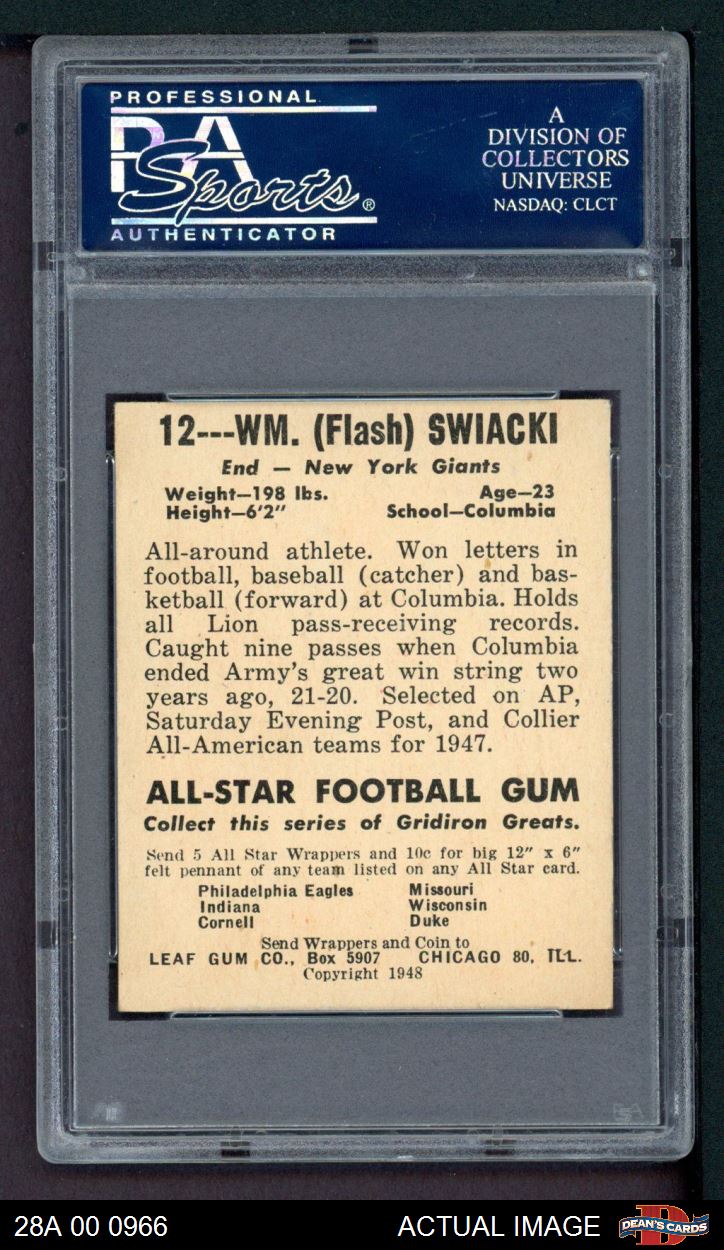 PROFESSIONAL
PSA
Sports®
AUTHENTICATOR
A
DIVISION OF
COLLECTORS
UNIVERSE
NASDAQ: CLCT
12---WM. (Flash) SWIACKI
End — New York Giants
Weight—198 lbs. Age—23
Height—6'2" School—Columbia
All-around athlete. Won letters in
football, baseball (catcher) and bas-
ketball (forward) at Columbia. Holds
all Lion pass-receiving records.
Caught nine passes when Columbia
ended Army's great win string two
years ago, 21-20. Selected on AP,
Saturday Evening Post, and Collier
All-American teams for 1947.
ALL-STAR FOOTBALL GUM
Collect this series of Gridiron Greats.
Send 5 All Star Wrappers and 10c for big 12" x 6"
felt pennant of any team listed on any All Star card.
Philadelphia Eagles Missouri
Indiana Wisconsin
Cornell Duke
Send Wrappers and Coin to
LEAF GUM CO., Box 5907 CHICAGO 80, ILL.
Copyright 1948
28A 00 0966 ACTUAL IMAGE DEAN'S CARDS